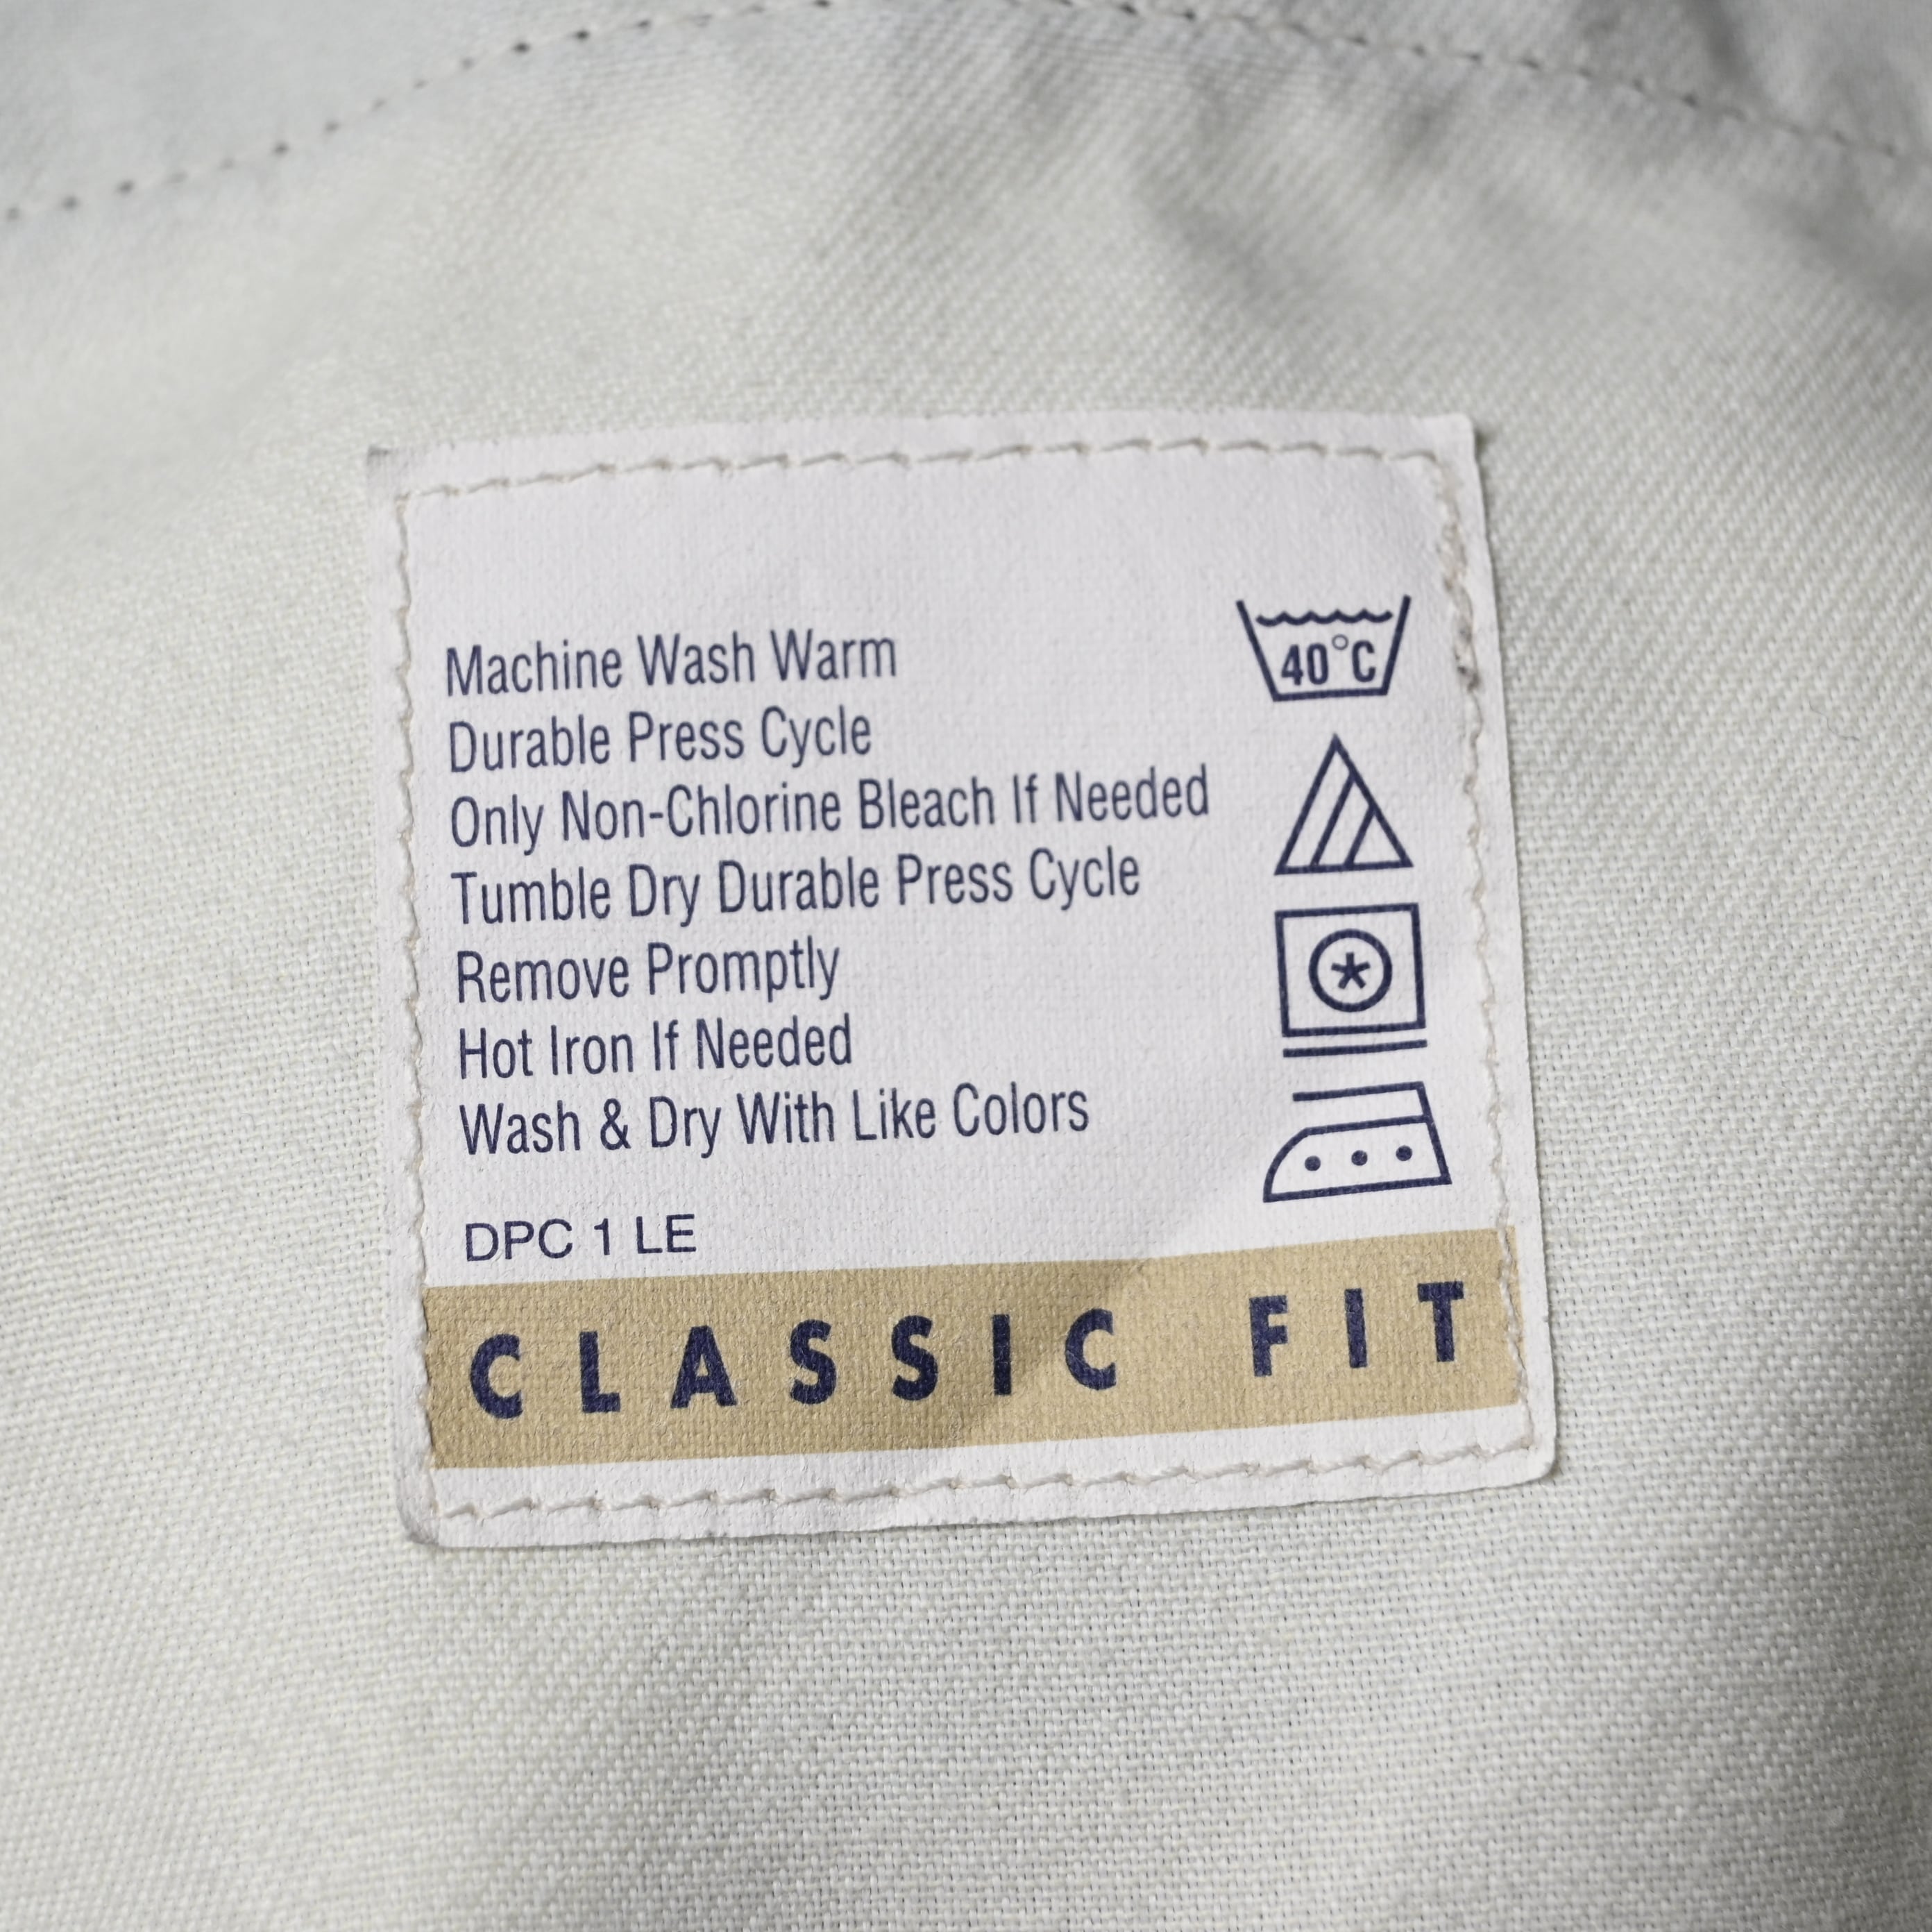 Machine Wash Warm
Durable Press Cycle
Only Non-Chlorine Bleach If Needed
Tumble Dry Durable Press Cycle
Remove Promptly
Hot Iron If Needed
Wash & Dry With Like Colors
DPC 1 LE
40°C
CLASSIC FIT